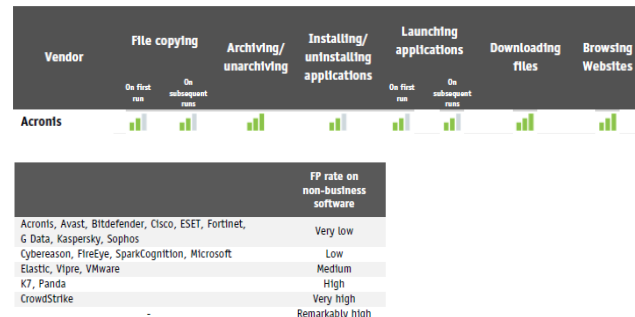 Vendor
File copying
On first run
On subsequent runs
Archiving/
unarchiving
Installing/
uninstalling
applications
Launching
applications
On first run
On subsequent runs
Downloading
files
Browsing
Websites
Acronis
FP rate on
non-business
software
Acronis, Avast, Bitdefender, Cisco, ESET, Fortinet,
G Data, Kaspersky, Sophos
Very low
Cybereason, FireEye, SparkCognition, Microsoft
Low
Elastic, Vipre, VMware
Medium
K7, Panda
High
CrowdStrike
Very high
-
Remarkably high